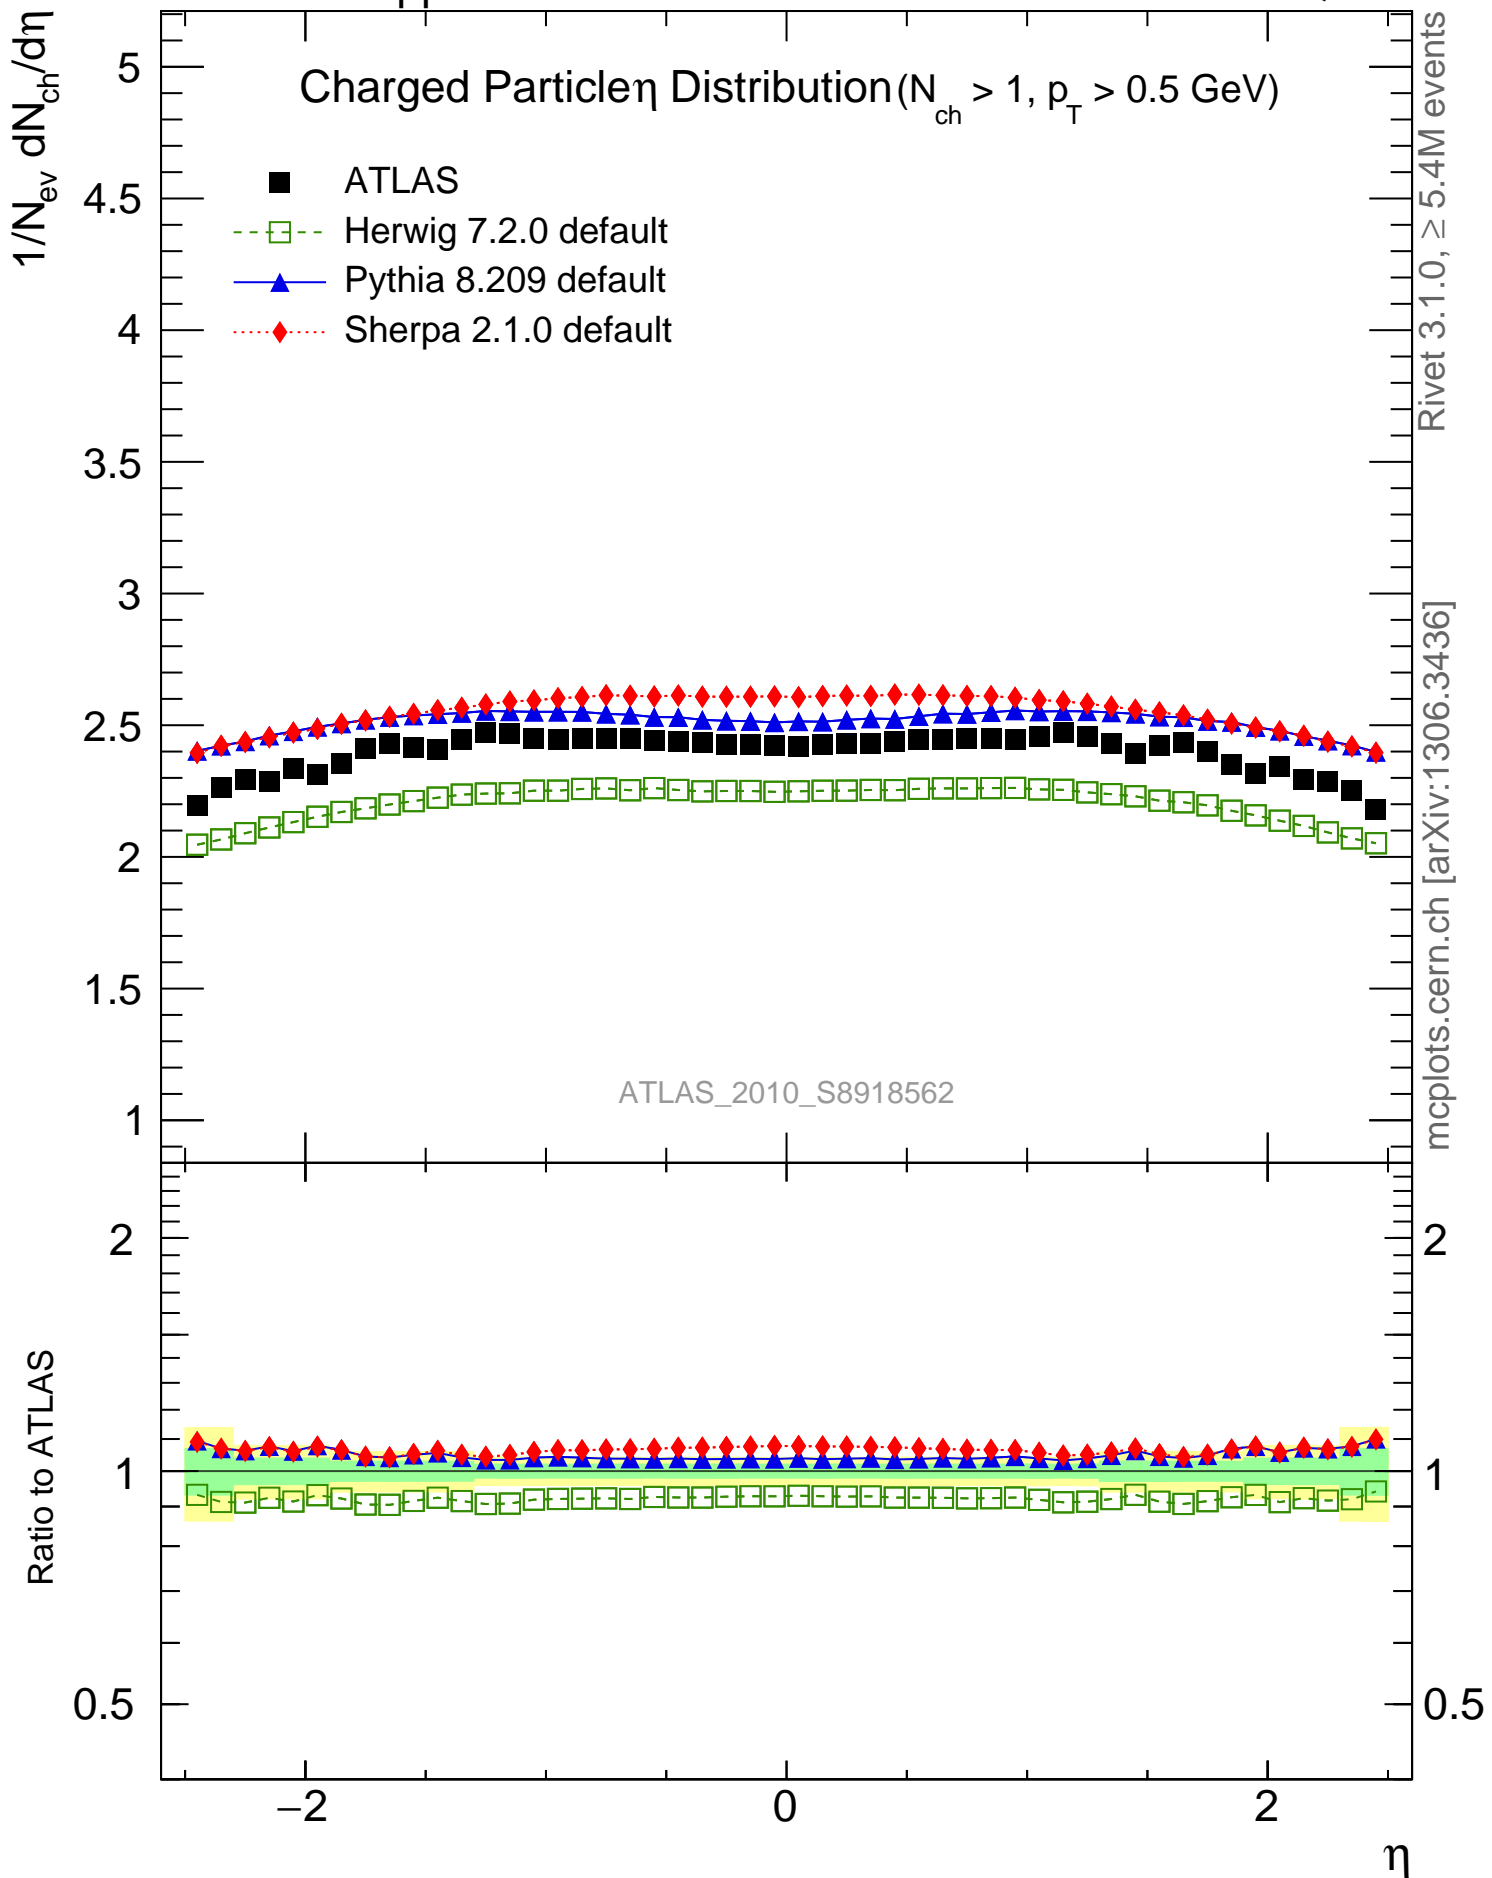 pp
1/N_ev dN_ch/dη
Charged Particleη Distribution (N_ch > 1, p_T > 0.5 GeV)
ATLAS
Herwig 7.2.0 default
Pythia 8.209 default
Sherpa 2.1.0 default
5
4.5
4
3.5
3
2.5
2
1.5
1
ATLAS_2010_S8918562
Rivet 3.1.0, ≥ 5.4M events
mcplots.cern.ch [arXiv:1306.3436]
Ratio to ATLAS
2
1
0.5
2
1
0.5
−2
0
2
η